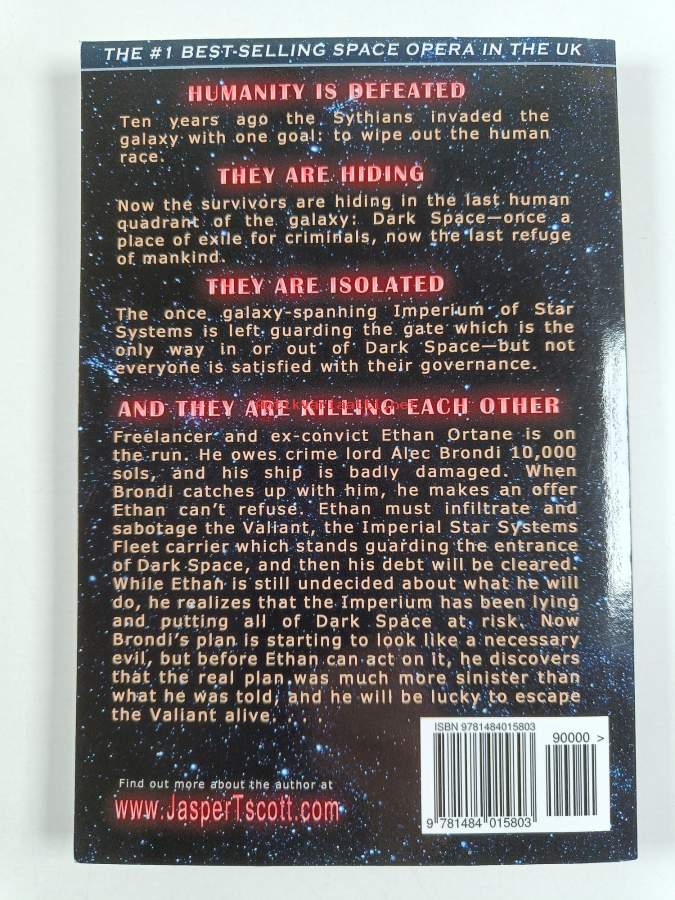 THE #1 BEST-SELLING SPACE OPERA IN THE UK
HUMANITY IS DEFEATED
Ten years ago the Sythians invaded the
galaxy with one goal: to wipe out the human
race.
THEY ARE HIDING
Now the survivors are hiding in the last human
quadrant of the galaxy: Dark Space—once a
place of exile for criminals, now the last refuge
of mankind.
THEY ARE ISOLATED
The once galaxy-spanning Imperium of Star
Systems is left guarding the gate which is the
only way in or out of Dark Space—but not
everyone is satisfied with their governance.
AND THEY ARE KILLING EACH OTHER
Freelancer and ex-convict Ethan Ortane is on
the run. He owes crime lord Alec Brondi 10,000
sols, and his ship is badly damaged. When
Brondi catches up with him, he makes an offer
Ethan can't refuse. Ethan must infiltrate and
sabotage the Valiant, the Imperial Star Systems
Fleet carrier which stands guarding the entrance
of Dark Space, and then his debt will be cleared.
While Ethan is still undecided about what he will
do, he realizes that the Imperium has been lying
and putting all of Dark Space at risk. Now
Brondi's plan is starting to look like a necessary
evil, but before Ethan can act on it, he discovers
that the real plan was much more sinister than
what he was told, and he will be lucky to escape
the Valiant alive. . .
ISBN 9781484015803
90000 >
9 781484 015803
Find out more about the author at
www.JasperTscott.com